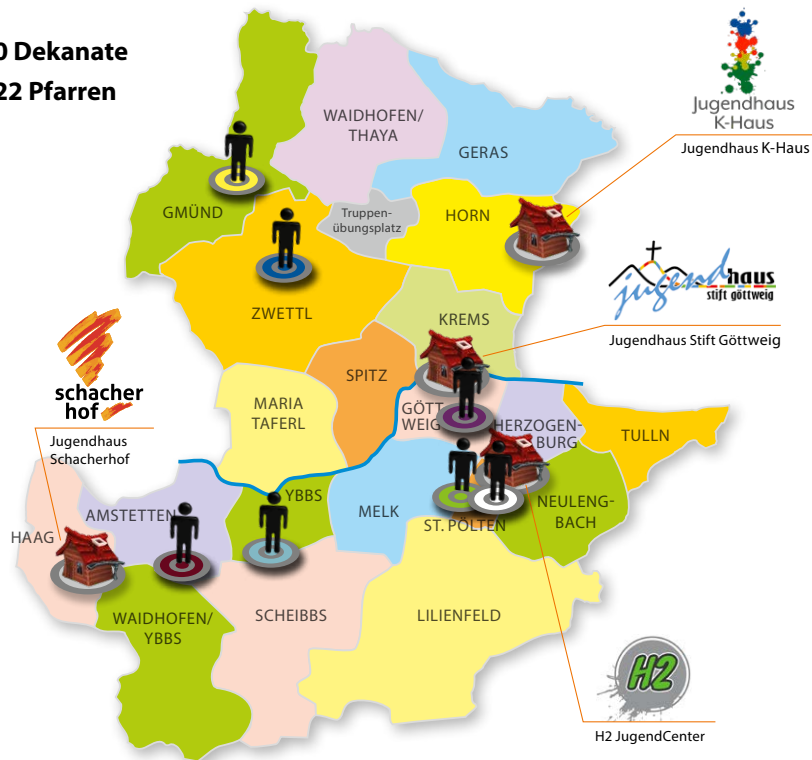 0 Dekanate
22 Pfarren
Jugendhaus
K-Haus
Jugendhaus K-Haus
WAIDHOFEN/
THAYA
GERAS
GMÜND
Truppen-
übungsplatz
HORN
jugendhaus
stift göttweig
Jugendhaus Stift Göttweig
ZWETTL
KREMS
SPITZ
schacher
hof
Jugendhaus
Schacherhof
MARIA
TAFERL
GÖTT
WEIG
HERZOGEN-
BURG
TULLN
HAAG
AMSTETTEN
YBBS
MELK
ST. PÖLTEN
NEULENG-
BACH
WAIDHOFEN/
YBBS
SCHEIBBS
LILIENFELD
H2
H2 JugendCenter